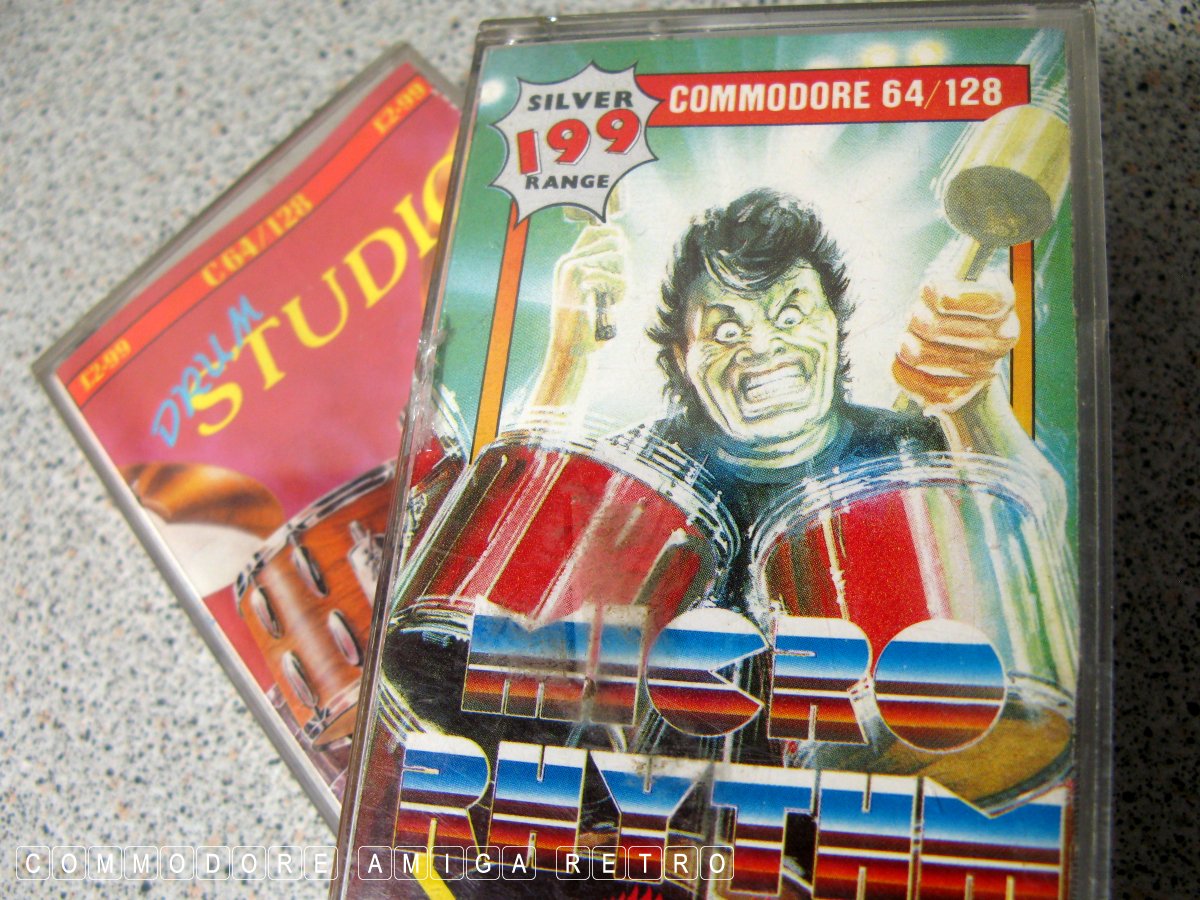 SILVER
199
RANGE
COMMODORE 64/128
MICRO
RHYTHM
£2.99
C64/128
£2.99
DRUM
STUDIO
COMMODORE AMIGA RETRO